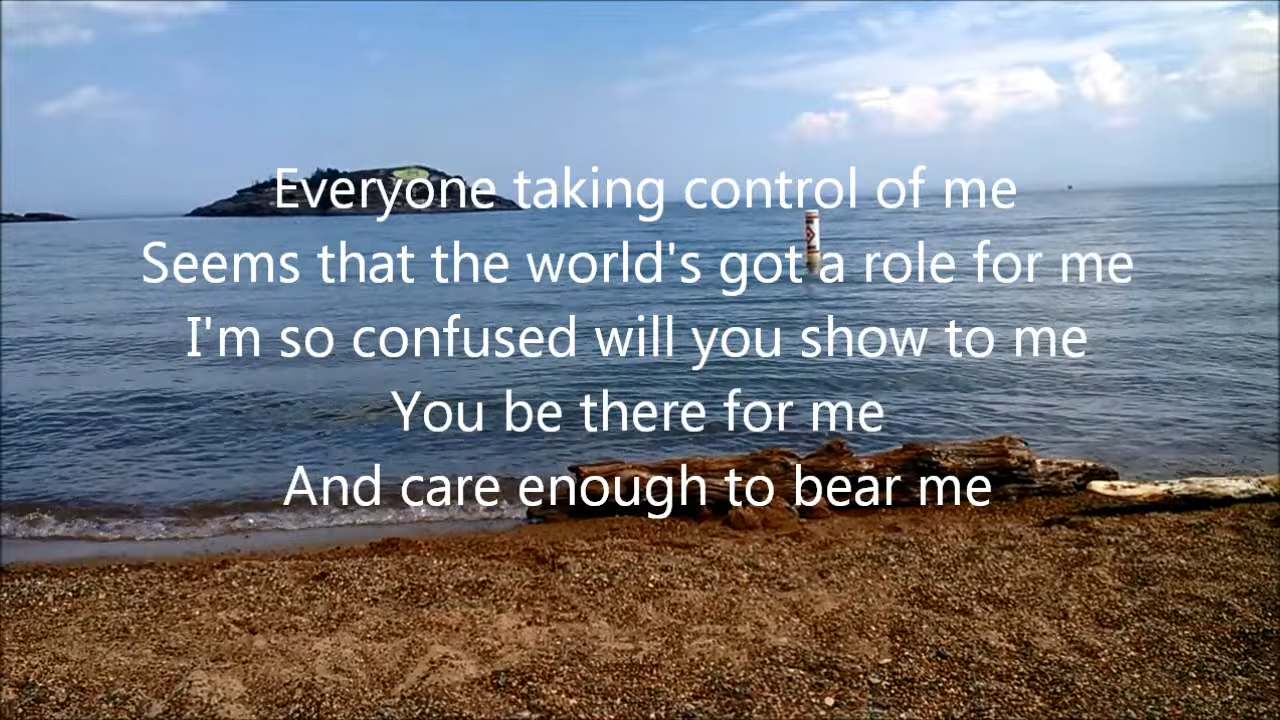 Everyone taking control of me
Seems that the world's got a role for me
I'm so confused will you show to me
You be there for me
And care enough to bear me